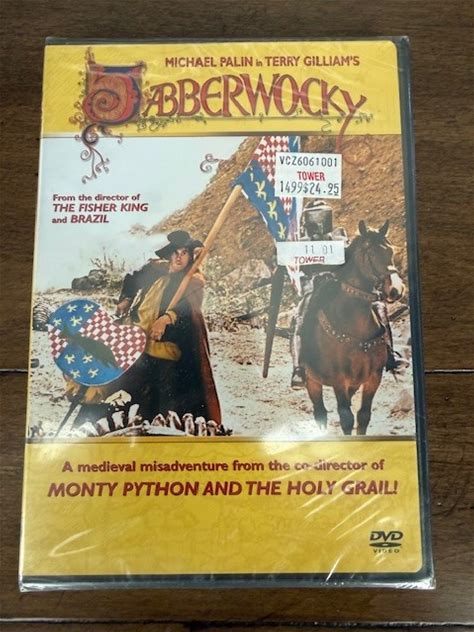 MICHAEL PALIN in TERRY GILLIAM'S
JABBERWOCKY
VCZ6061001
TOWER
1499$24.95
From the director of
THE FISHER KING
and BRAZIL
11 01
TOWER
A medieval misadventure from the co-director of
MONTY PYTHON AND THE HOLY GRAIL!
DVD
VIDEO